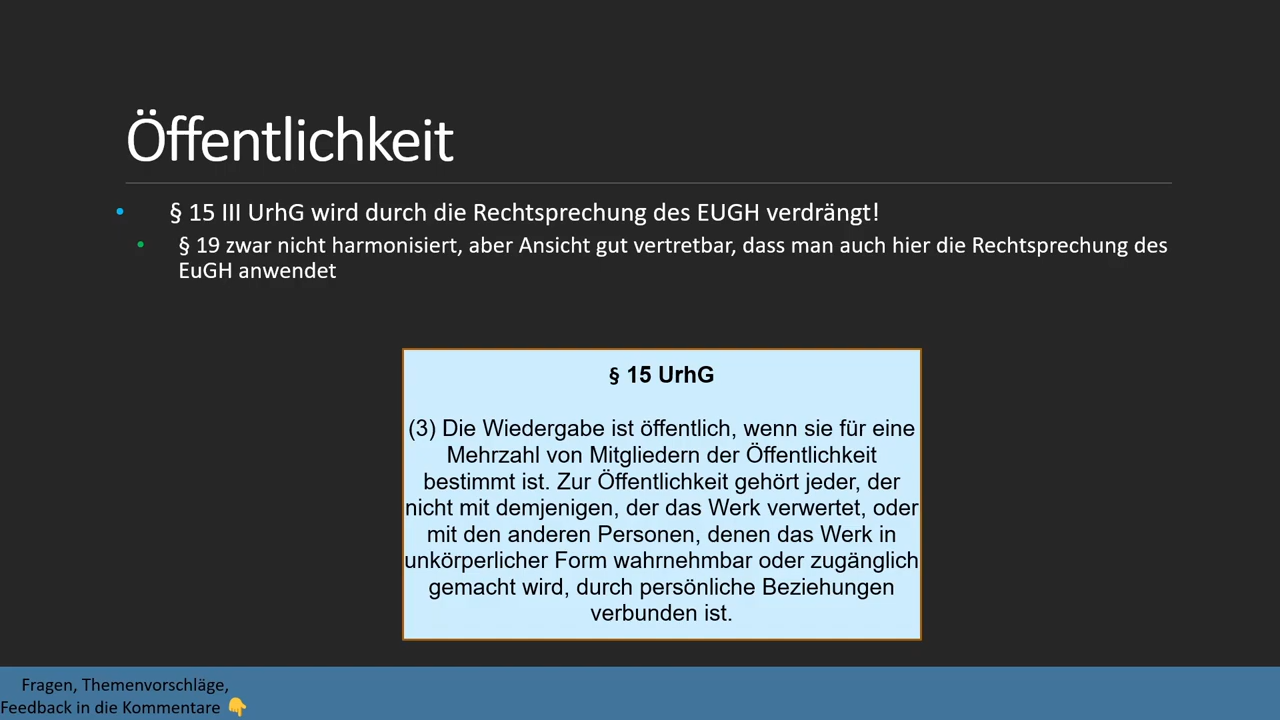 Öffentlichkeit
• § 15 III UrhG wird durch die Rechtsprechung des EUGH verdrängt!
• § 19 zwar nicht harmonisiert, aber Ansicht gut vertretbar, dass man auch hier die Rechtsprechung des
EuGH anwendet
§ 15 UrhG
(3) Die Wiedergabe ist öffentlich, wenn sie für eine
Mehrzahl von Mitgliedern der Öffentlichkeit
bestimmt ist. Zur Öffentlichkeit gehört jeder, der
nicht mit demjenigen, der das Werk verwertet, oder
mit den anderen Personen, denen das Werk in
unkörperlicher Form wahrnehmbar oder zugänglich
gemacht wird, durch persönliche Beziehungen
verbunden ist.
Fragen, Themenvorschläge,
Feedback in die Kommentare 👇